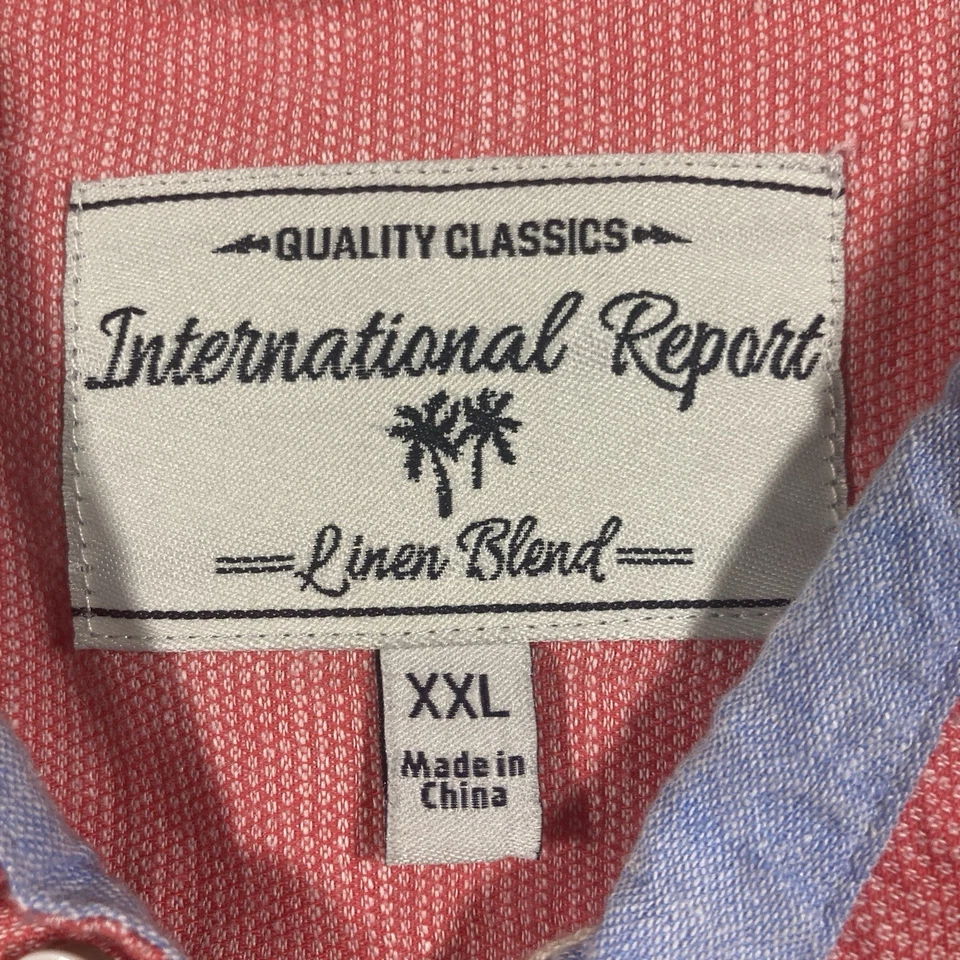 QUALITY CLASSICS
International Report
Linen Blend
XXL
Made in
China